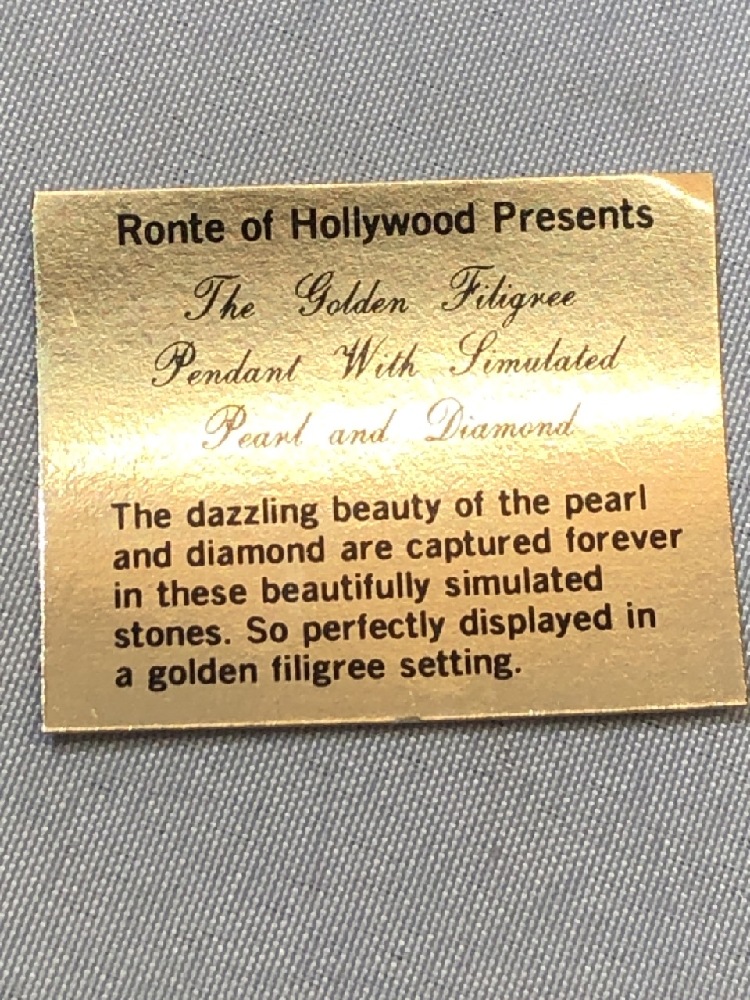 Ronte of Hollywood Presents
The Golden Filigree
Pendant With Simulated
Pearl and Diamond
The dazzling beauty of the pearl
and diamond are captured forever
in these beautifully simulated
stones. So perfectly displayed in
a golden filigree setting.